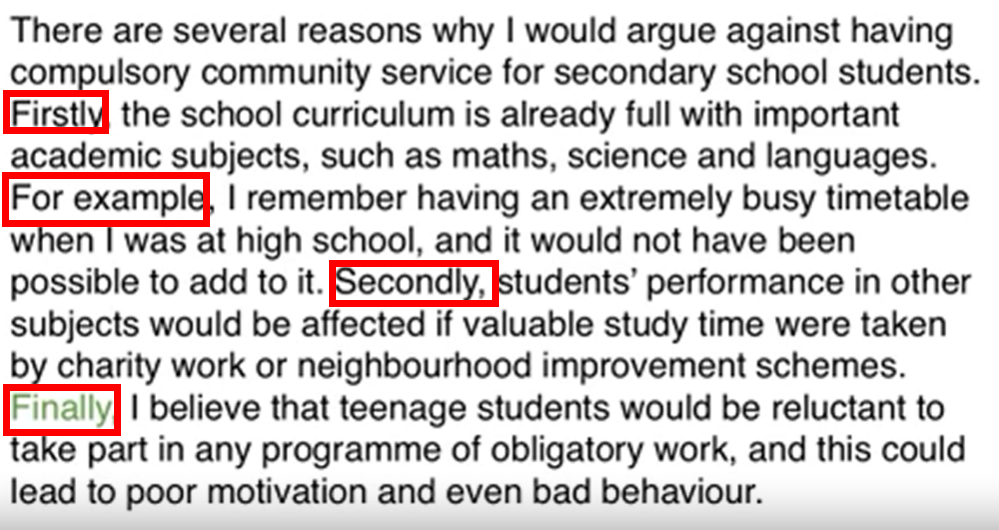 There are several reasons why I would argue against having
compulsory community service for secondary school students.
Firstly, the school curriculum is already full with important
academic subjects, such as maths, science and languages.
For example, I remember having an extremely busy timetable
when I was at high school, and it would not have been
possible to add to it. Secondly, students’ performance in other
subjects would be affected if valuable study time were taken
by charity work or neighbourhood improvement schemes.
Finally, I believe that teenage students would be reluctant to
take part in any programme of obligatory work, and this could
lead to poor motivation and even bad behaviour.